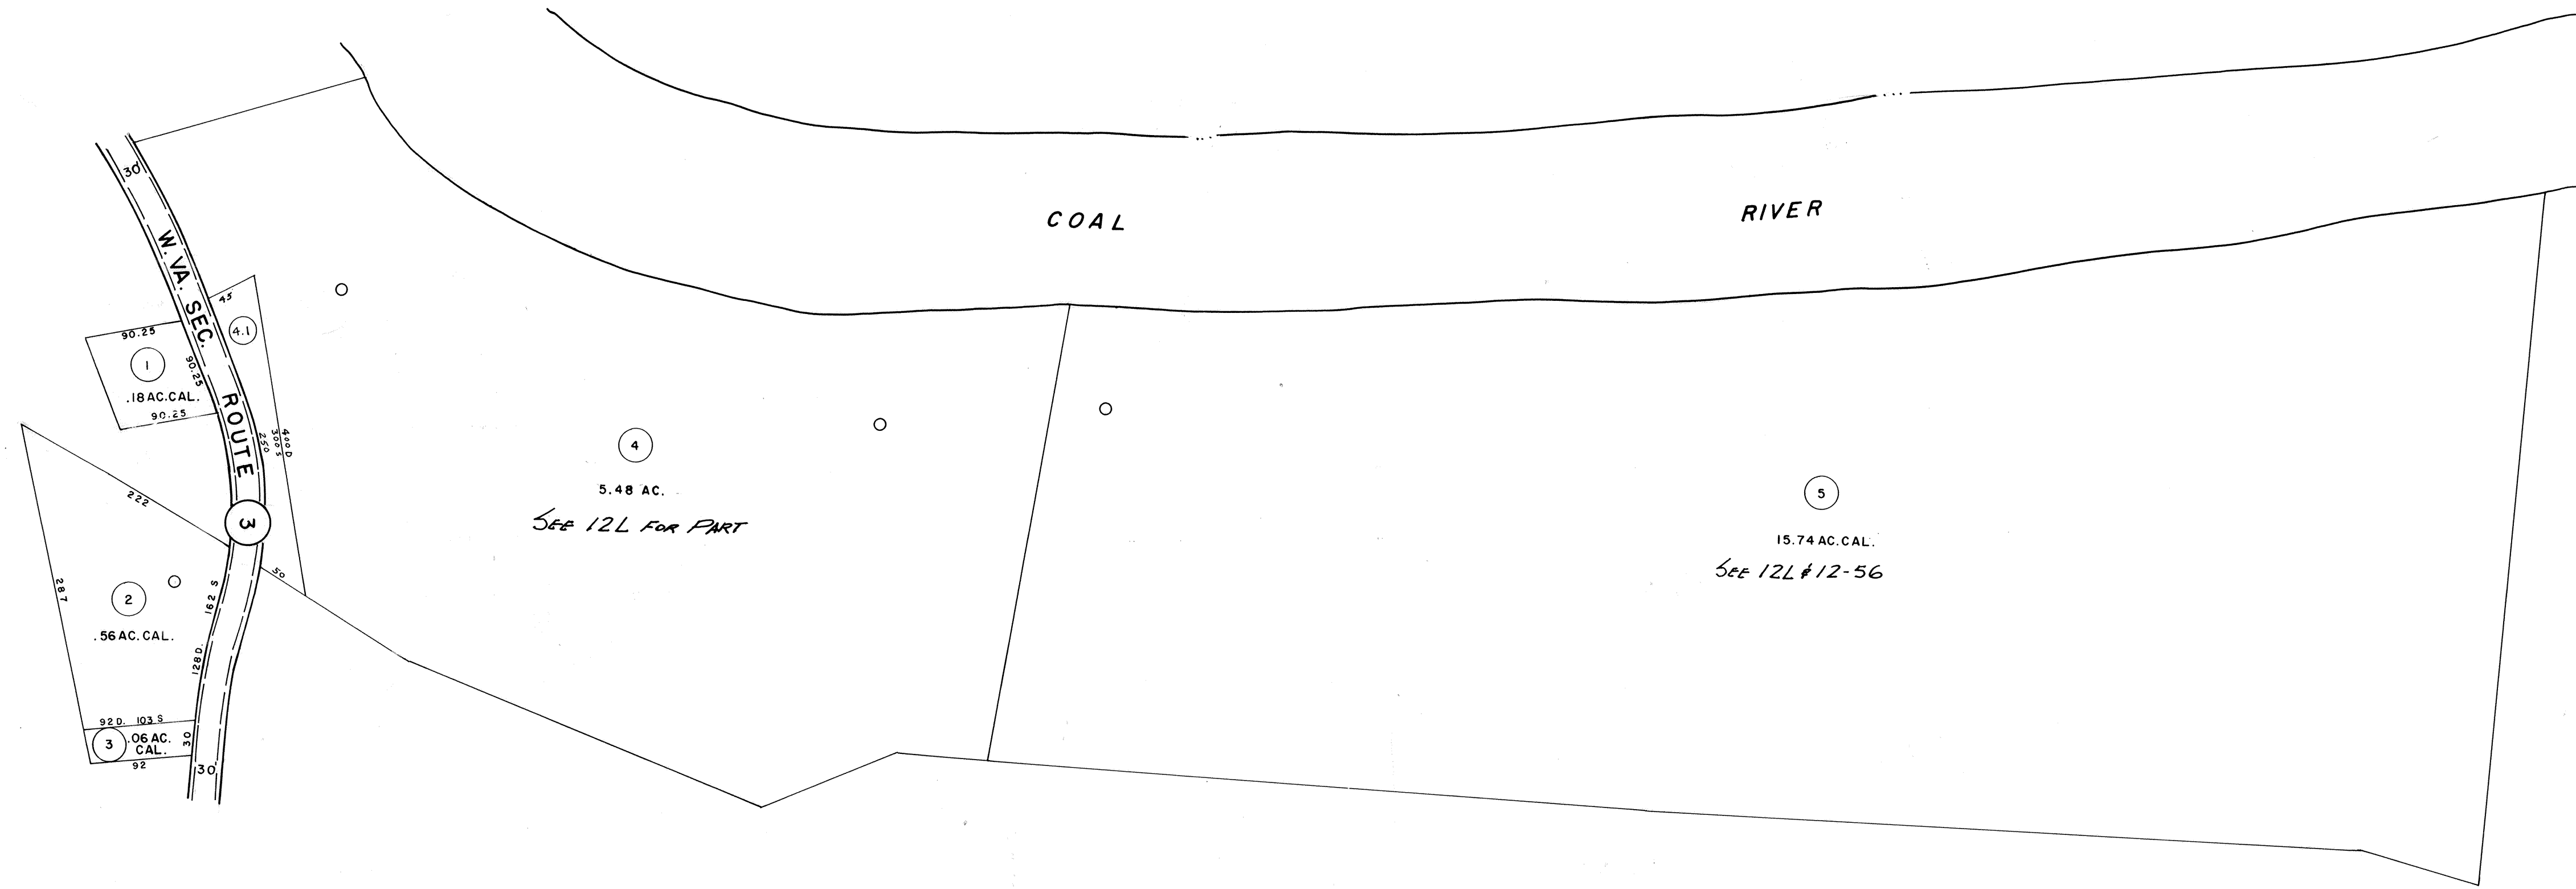 COAL
RIVER
30'
W. VA. SEC. ROUTE
3
45
4.1
90.25
1
90.25
.18 AC. CAL.
90.25
250
300 S
400 D
4
5.48 AC.
SEE 12L FOR PART
5
15.74 AC. CAL.
SEE 12L & 12-56
222
50
287
2
162 S
.56 AC. CAL.
128 D.
92 D. 103 S
3
.06 AC.
CAL.
30
92
30'